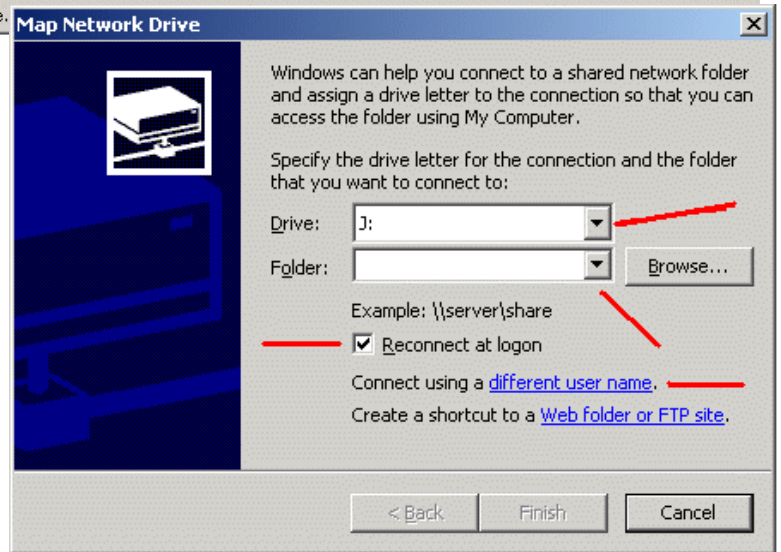 e.
Map Network Drive
Windows can help you connect to a shared network folder
and assign a drive letter to the connection so that you can
access the folder using My Computer.
Specify the drive letter for the connection and the folder
that you want to connect to:
Drive: J:
Folder: Browse...
Example: \\server\share
Reconnect at logon
Connect using a different user name.
Create a shortcut to a Web folder or FTP site.
< Back Finish Cancel